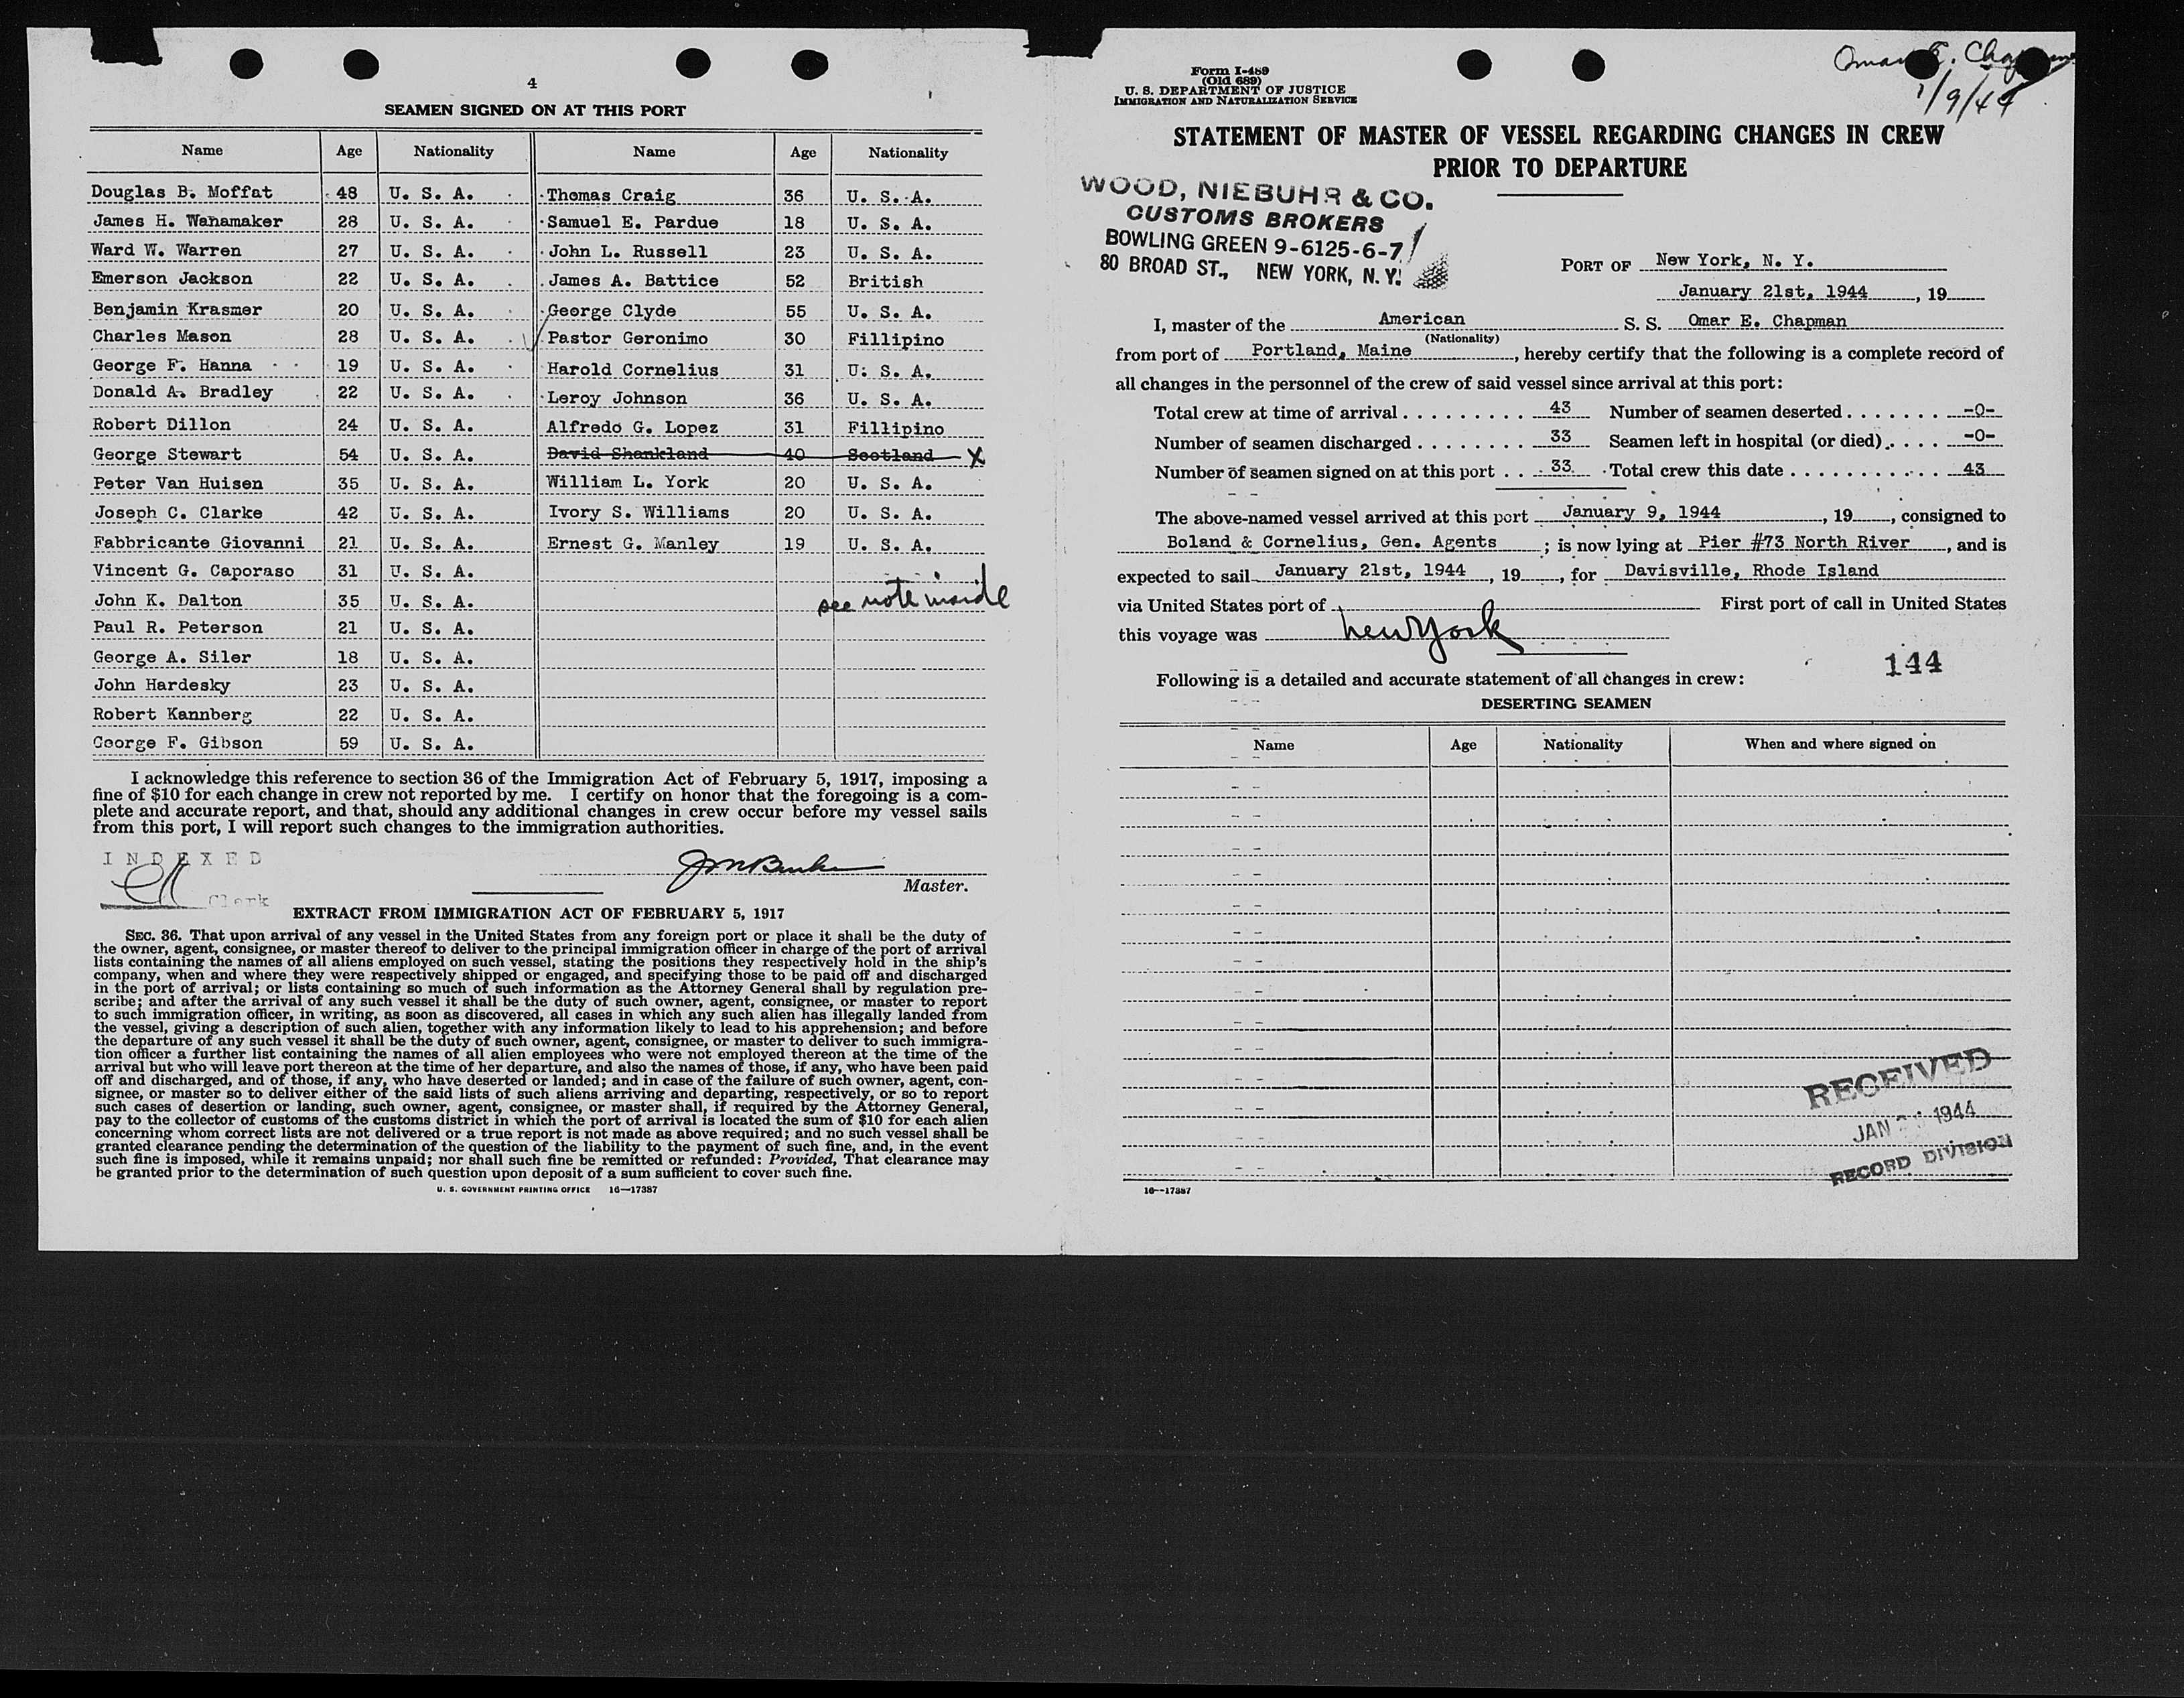 4
SEAMEN SIGNED ON AT THIS PORT
Name Age Nationality Name Age Nationality
Douglas B. Moffat 48 U. S. A. Thomas Craig 36 U. S. A.
James H. Wanamaker 28 U. S. A. Samuel E. Pardue 18 U. S. A.
Ward W. Warren 27 U. S. A. John L. Russell 23 U. S. A.
Emerson Jackson 22 U. S. A. James A. Battice 52 British
Benjamin Krasmer 20 U. S. A. George Clyde 55 U. S. A.
Charles Mason 28 U. S. A. Pastor Geronimo 30 Fillipino
George F. Hanna 19 U. S. A. Harold Cornelius 31 U. S. A.
Donald A. Bradley 22 U. S. A. Leroy Johnson 36 U. S. A.
Robert Dillon 24 U. S. A. Alfredo G. Lopez 31 Fillipino
George Stewart 54 U. S. A. David Shankland 40 Scotland X
Peter Van Huisen 35 U. S. A. William L. York 20 U. S. A.
Joseph C. Clarke 42 U. S. A. Ivory S. Williams 20 U. S. A.
Fabbricante Giovanni 21 U. S. A. Ernest G. Manley 19 U. S. A.
Vincent G. Caporaso 31 U. S. A.
John K. Dalton 35 U. S. A. see note inside
Paul R. Peterson 21 U. S. A.
George A. Siler 18 U. S. A.
John Hardesky 23 U. S. A.
Robert Kannberg 22 U. S. A.
George F. Gibson 59 U. S. A.
I acknowledge this reference to section 36 of the Immigration Act of February 5, 1917, imposing a
fine of $10 for each change in crew not reported by me. I certify on honor that the foregoing is a com-
plete and accurate report, and that, should any additional changes in crew occur before my vessel sails
from this port, I will report such changes to the immigration authorities.
INDEXED
Clerk
Master.
EXTRACT FROM IMMIGRATION ACT OF FEBRUARY 5, 1917
SEC. 36. That upon arrival of any vessel in the United States from any foreign port or place it shall be the duty of
the owner, agent, consignee, or master thereof to deliver to the principal immigration officer in charge of the port of arrival
lists containing the names of all aliens employed on such vessel, stating the positions they respectively hold in the ship's
company, when and where they were respectively shipped or engaged, and specifying those to be paid off and discharged
in the port of arrival; or lists containing so much of such information as the Attorney General shall by regulation pre-
scribe; and after the arrival of any such vessel it shall be the duty of such owner, agent, consignee, or master to report
to such immigration officer, in writing, as soon as discovered, all cases in which any such alien has illegally landed from
the vessel, giving a description of such alien, together with any information likely to lead to his apprehension; and before
the departure of any such vessel it shall be the duty of such owner, agent, consignee, or master to deliver to such immigra-
tion officer a further list containing the names of all alien employees who were not employed thereon at the time of the
arrival but who will leave port thereon at the time of her departure, and also the names of those, if any, who have been paid
off and discharged, and of those, if any, who have deserted or landed; and in case of the failure of such owner, agent, con-
signee, or master so to deliver either of the said lists of such aliens arriving and departing, respectively, or so to report
such cases of desertion or landing, such owner, agent, consignee, or master shall, if required by the Attorney General,
pay to the collector of customs of the customs district in which the port of arrival is located the sum of $10 for each alien
concerning whom correct lists are not delivered or a true report is not made as above required; and no such vessel shall be
granted clearance pending the determination of the question of the liability to the payment of such fine, and, in the event
such fine is imposed, while it remains unpaid; nor shall such fine be remitted or refunded: Provided, That clearance may
be granted prior to the determination of such question upon deposit of a sum sufficient to cover such fine.
U. S. GOVERNMENT PRINTING OFFICE 16—17387
Omar E. Chapman
1/9/44
Form I-489
(Old 689)
U. S. DEPARTMENT OF JUSTICE
IMMIGRATION AND NATURALIZATION SERVICE
STATEMENT OF MASTER OF VESSEL REGARDING CHANGES IN CREW
PRIOR TO DEPARTURE
WOOD, NIEBUHR & CO.
CUSTOMS BROKERS
BOWLING GREEN 9-6125-6-7
80 BROAD ST., NEW YORK, N. Y.
PORT OF New York, N. Y.
January 21st, 1944, 19
I, master of the American S. S. Omar E. Chapman
(Nationality)
from port of Portland, Maine, hereby certify that the following is a complete record of
all changes in the personnel of the crew of said vessel since arrival at this port:
Total crew at time of arrival . . . . . . . . . 43 Number of seamen deserted . . . . . . . -0-
Number of seamen discharged . . . . . . . . 33 Seamen left in hospital (or died) . . . . -0-
Number of seamen signed on at this port . . . 33 Total crew this date . . . . . . . . . . . . 43
The above-named vessel arrived at this port January 9, 1944, 19, consigned to
Boland & Cornelius, Gen. Agents; is now lying at Pier #73 North River, and is
expected to sail January 21st, 1944, 19, for Davisville, Rhode Island
via United States port of First port of call in United States
this voyage was New York
144
Following is a detailed and accurate statement of all changes in crew:
DESERTING SEAMEN
Name Age Nationality When and where signed on
RECEIVED
JAN 1944
RECORD DIVISION
16—17387